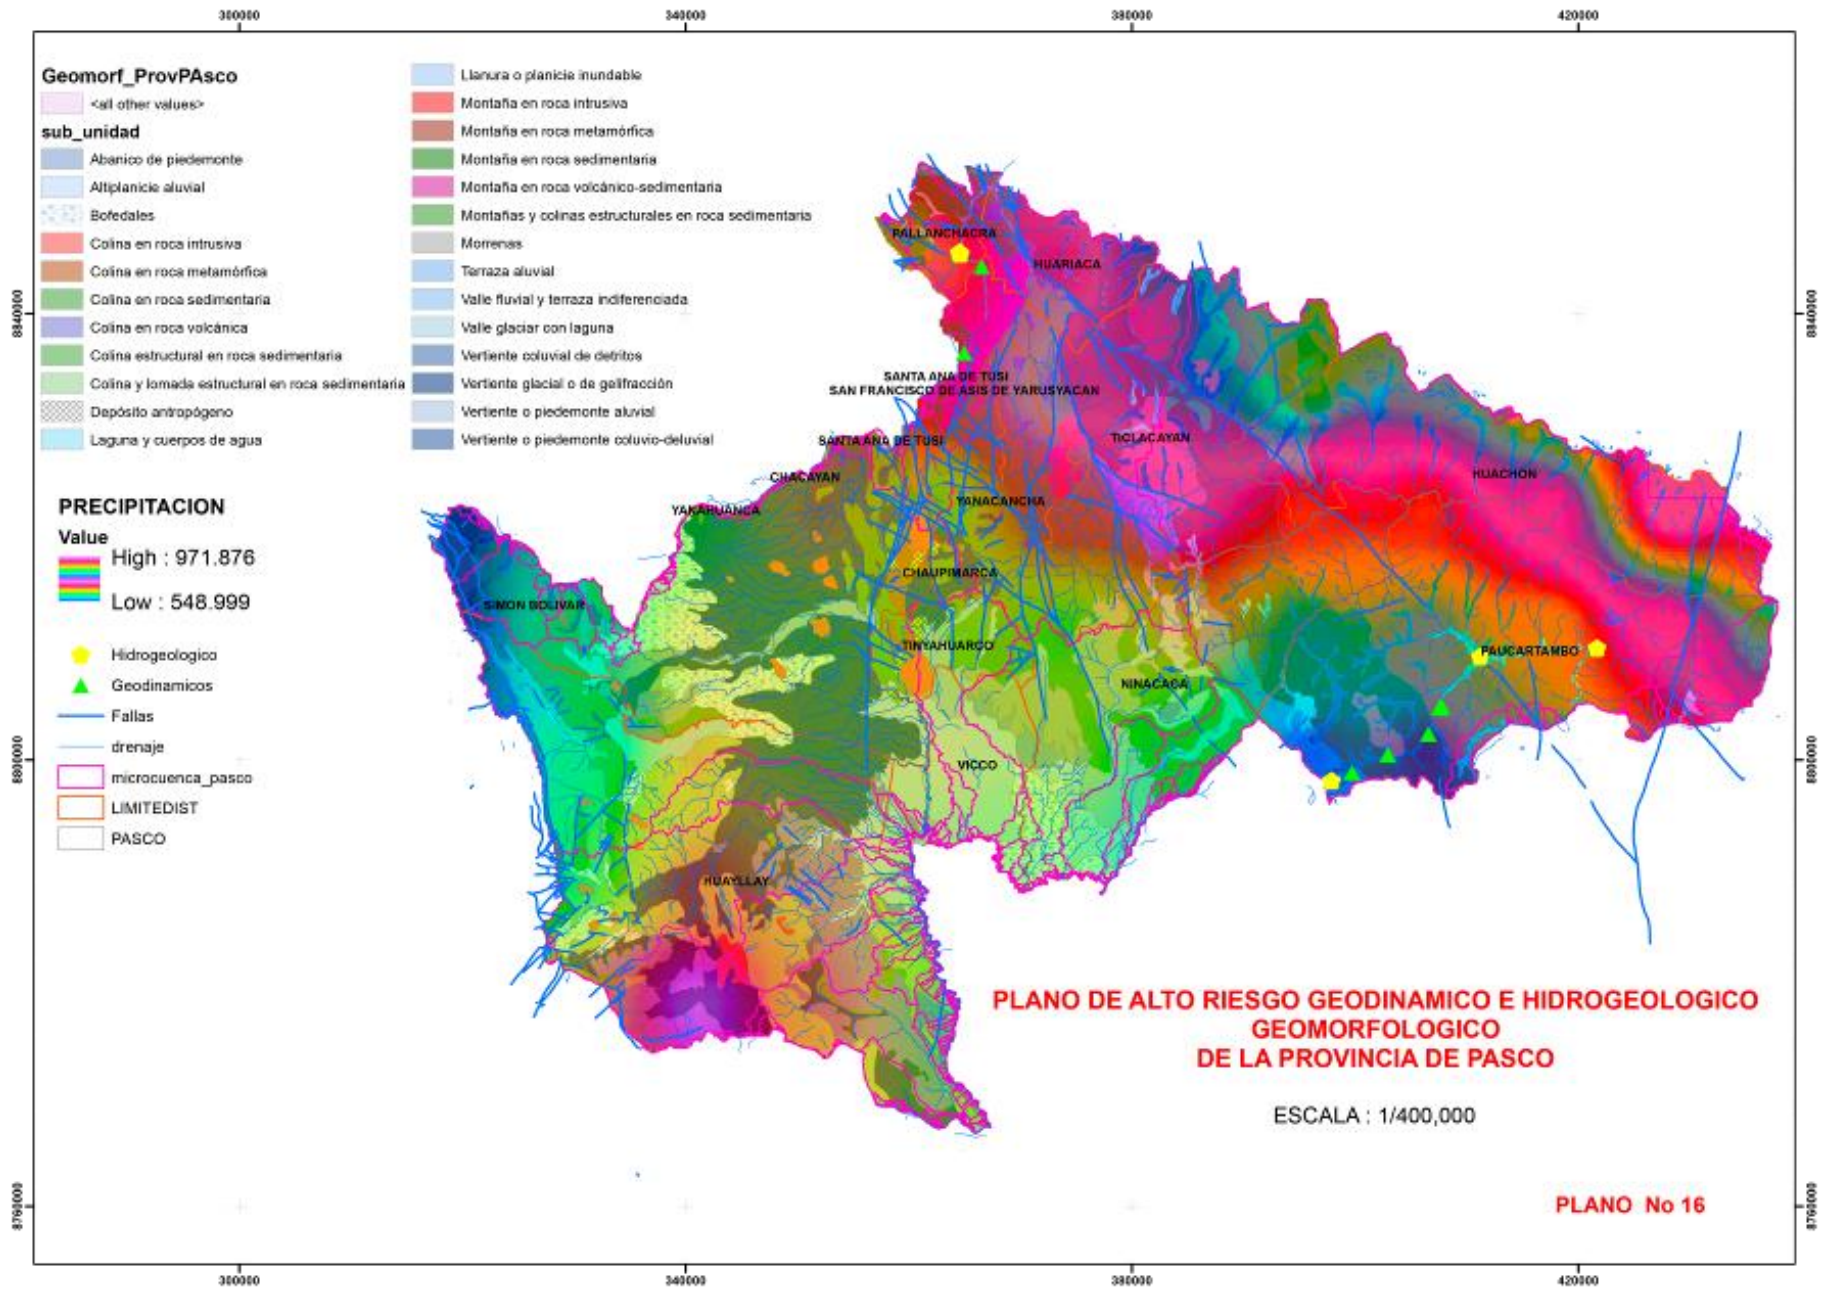 300000
340000
380000
420000
Geomorf_ProvPAsco
<all other values>
sub_unidad
Abanico de piedemonte
Altiplanicie aluvial
Bofedales
Colina en roca intrusiva
Colina en roca metamórfica
Colina en roca sedimentaria
Colina en roca volcánica
Colina estructural en roca sedimentaria
Colina y lomada estructural en roca sedimentaria
Depósito antropógeno
Laguna y cuerpos de agua
Llanura o planicie inundable
Montaña en roca intrusiva
Montaña en roca metamórfica
Montaña en roca sedimentaria
Montaña en roca volcánico-sedimentaria
Montañas y colinas estructurales en roca sedimentaria
Morrenas
Terraza aluvial
Valle fluvial y terraza indiferenciada
Valle glaciar con laguna
Vertiente coluvial de detritos
Vertiente glacial o de gelifracción
Vertiente o piedemonte aluvial
Vertiente o piedemonte coluvio-deluvial
PRECIPITACION
Value
High : 971.876
Low : 548.999
Hidrogeologico
Geodinamicos
Fallas
drenaje
microcuenca_pasco
LIMITEDIST
PASCO
PALLANCHACRA
HUARIACA
SANTA ANA DE TUSI
SAN FRANCISCO DE ASIS DE YARUSYACAN
SANTA ANA DE TUSI
TICLACAYAN
CHACAYAN
HUACHON
YANACANCHA
YANAHUANCA
CHAUPIMARCA
SIMON BOLIVAR
TINYAHUARCO
PAUCARTAMBO
NINACACA
VICCO
HUAYLLAY
8840000
8800000
8760000
8840000
8800000
8760000
PLANO DE ALTO RIESGO GEODINAMICO E HIDROGEOLOGICO
GEOMORFOLOGICO
DE LA PROVINCIA DE PASCO
ESCALA : 1/400,000
PLANO No 16
300000
340000
380000
420000